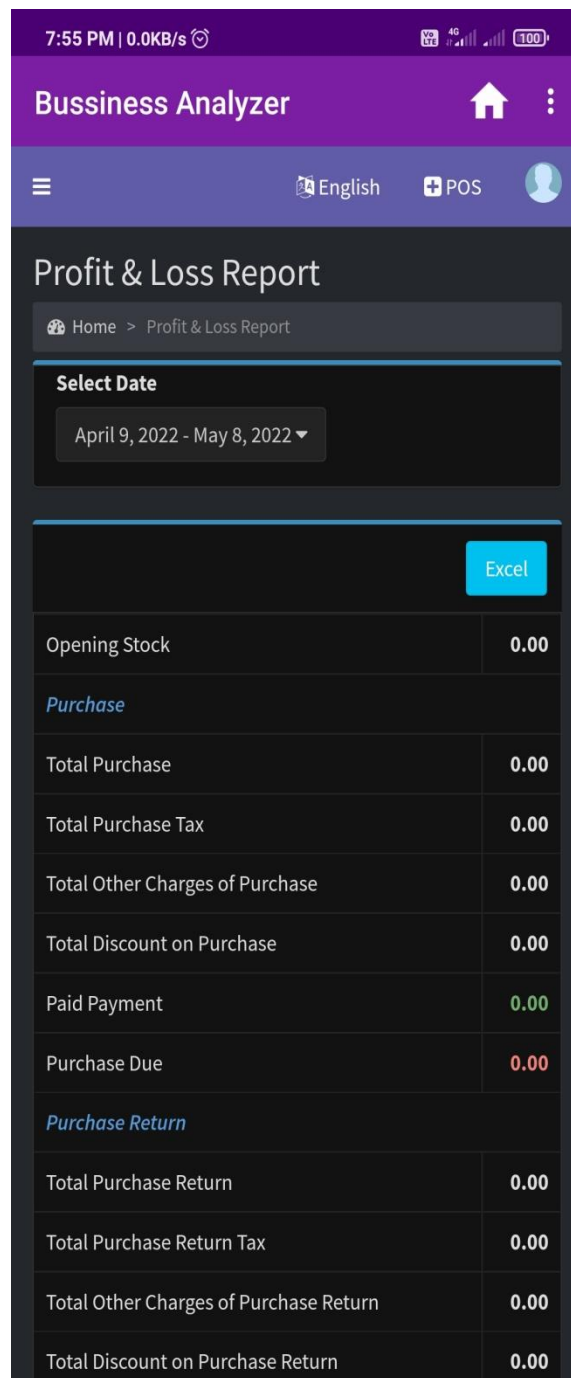 7:55 PM | 0.0KB/s Vo LTE 4G 100
Bussiness Analyzer
English POS
Profit & Loss Report
Home > Profit & Loss Report
Select Date
April 9, 2022 - May 8, 2022
Excel
Opening Stock 0.00
Purchase
Total Purchase 0.00
Total Purchase Tax 0.00
Total Other Charges of Purchase 0.00
Total Discount on Purchase 0.00
Paid Payment 0.00
Purchase Due 0.00
Purchase Return
Total Purchase Return 0.00
Total Purchase Return Tax 0.00
Total Other Charges of Purchase Return 0.00
Total Discount on Purchase Return 0.00